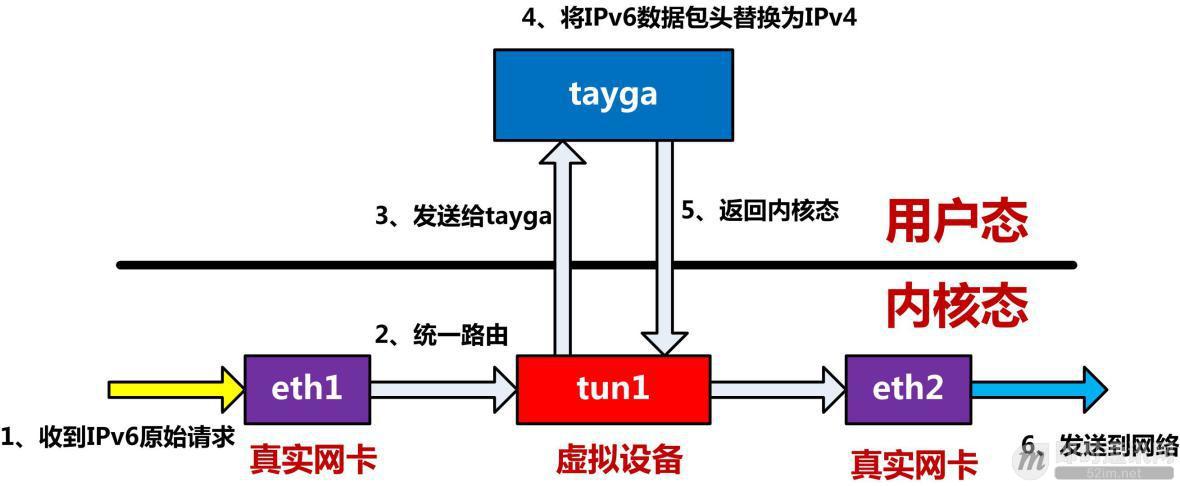 4、将IPv6数据包头替换为IPv4
tayga
3、发送给tayga
5、返回内核态
用户态
内核态
2、统一路由
eth1
tun1
eth2
1、收到IPv6原始请求
真实网卡
虚拟设备
真实网卡
6、发送到网络
52im.net